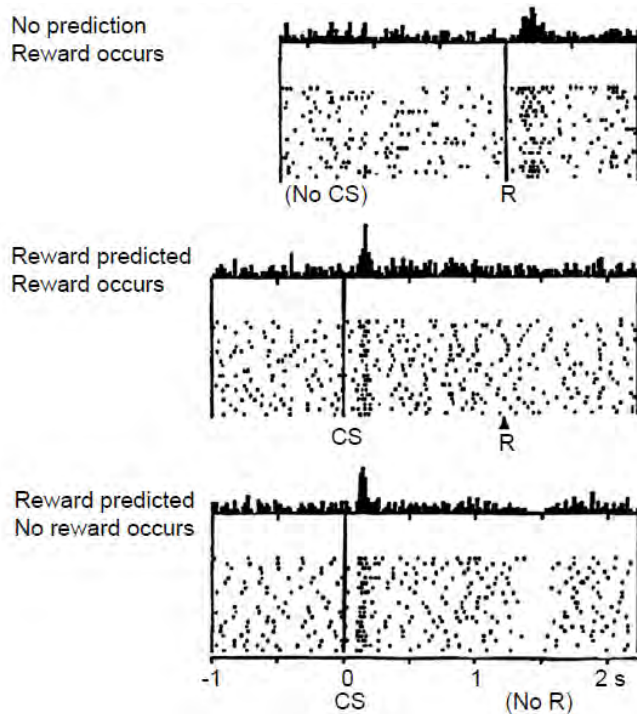 No prediction
Reward occurs
(No CS) R
Reward predicted
Reward occurs
CS R
Reward predicted
No reward occurs
-1 0 1 2 s
CS (No R)